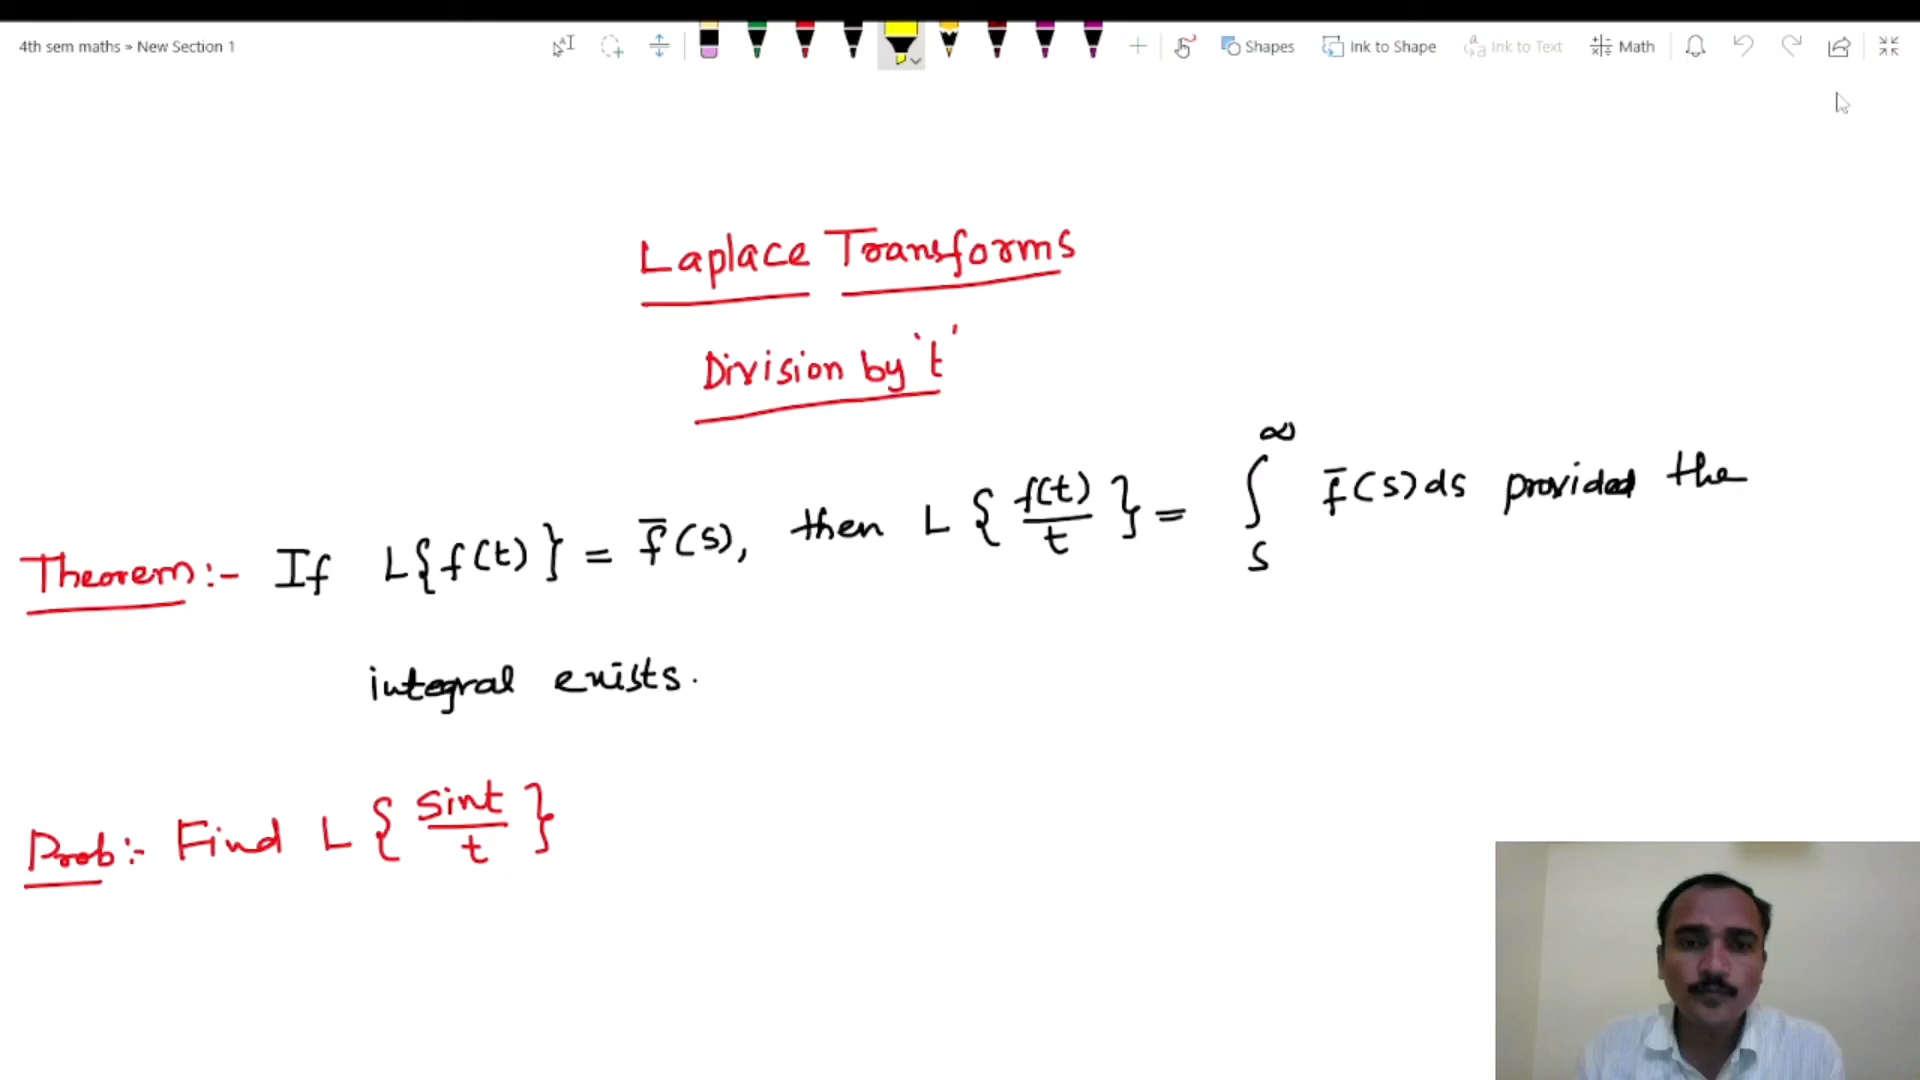 4th sem maths » New Section 1
Shapes Ink to Shape Ink to Text Math
Laplace Transforms
Division by 't'
Theorem:- If L{f(t)} = f̄(s), then L{f(t)/t} = ∫_s^∞ f̄(s)ds provided the
integral exists.
Prob:- Find L{Sint/t}